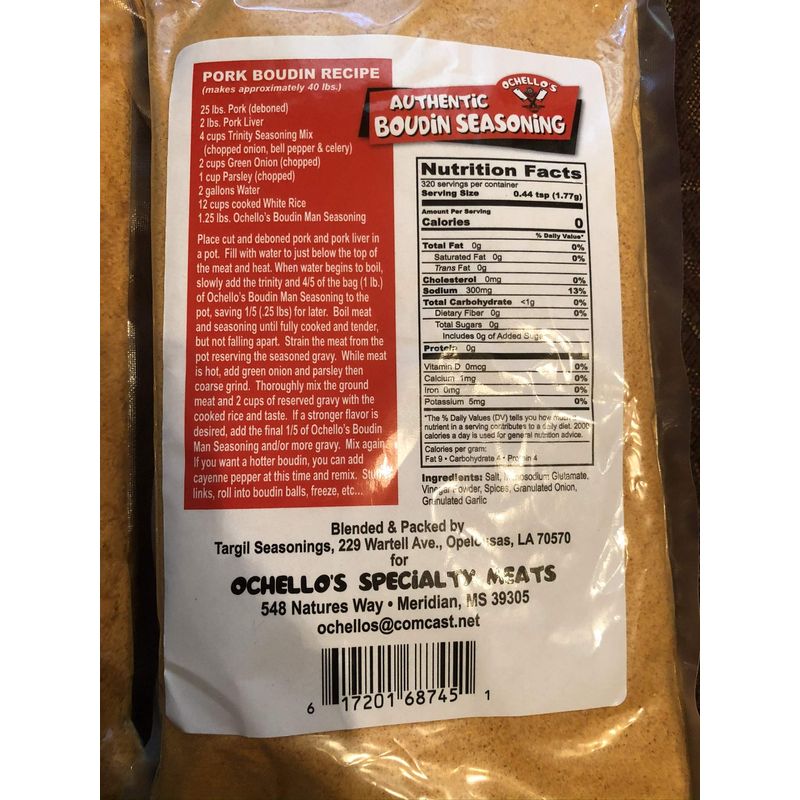 PORK BOUDIN RECIPE
(makes approximately 40 lbs.)
25 lbs. Pork (deboned)
2 lbs. Pork Liver
4 cups Trinity Seasoning Mix
(chopped onion, bell pepper & celery)
2 cups Green Onion (chopped)
1 cup Parsley (chopped)
2 gallons Water
12 cups cooked White Rice
1.25 lbs. Ochello's Boudin Man Seasoning
Place cut and deboned pork and pork liver in
a pot. Fill with water to just below the top of
the meat and heat. When water begins to boil,
slowly add the trinity and 4/5 of the bag (1 lb.)
of Ochello's Boudin Man Seasoning to the
pot, saving 1/5 (.25 lbs) for later. Boil meat
and seasoning until fully cooked and tender,
but not falling apart. Strain the meat from the
pot reserving the seasoned gravy. While meat
is hot, add green onion and parsley then
coarse grind. Thoroughly mix the ground
meat and 2 cups of reserved gravy with the
cooked rice and taste. If a stronger flavor is
desired, add the final 1/5 of Ochello's Boudin
Man Seasoning and/or more gravy. Mix again
If you want a hotter boudin, you can add
cayenne pepper at this time and remix.
links, roll into boudin balls, freeze, etc...
OCHELLO'S
AUTHENTIC
BOUDIN SEASONING
Nutrition Facts
320 servings per container
Serving Size 0.44 tsp (1.77g)
Amount Per Serving
Calories 0
% Daily Value*
Total Fat 0g 0%
Saturated Fat 0g 0%
Trans Fat 0g
Cholesterol 0mg 0%
Sodium 300mg 13%
Total Carbohydrate <1g 0%
Dietary Fiber 0g 0%
Total Sugars 0g
Includes 0g of Added
Protein 0g
Vitamin D 0mcg 0%
Calcium 1mg 0%
Iron 0mg 0%
Potassium 5mg 0%
*The % Daily Values (DV) tells you how much a
nutrient in a serving contributes to a daily diet. 2000
calories a day is used for general nutrition advice.
Calories per gram:
Fat 9 • Carbohydrate 4 • Protein 4
Ingredients: Salt, Monosodium Glutamate,
Vinegar Powder, Spices, Granulated Onion,
Granulated Garlic
Blended & Packed by
Targil Seasonings, 229 Wartell Ave., Opelousas, LA 70570
for
OCHELLO'S SPECIALTY MEATS
548 Natures Way • Meridian, MS 39305
ochellos@comcast.net
6 17201 68745 1